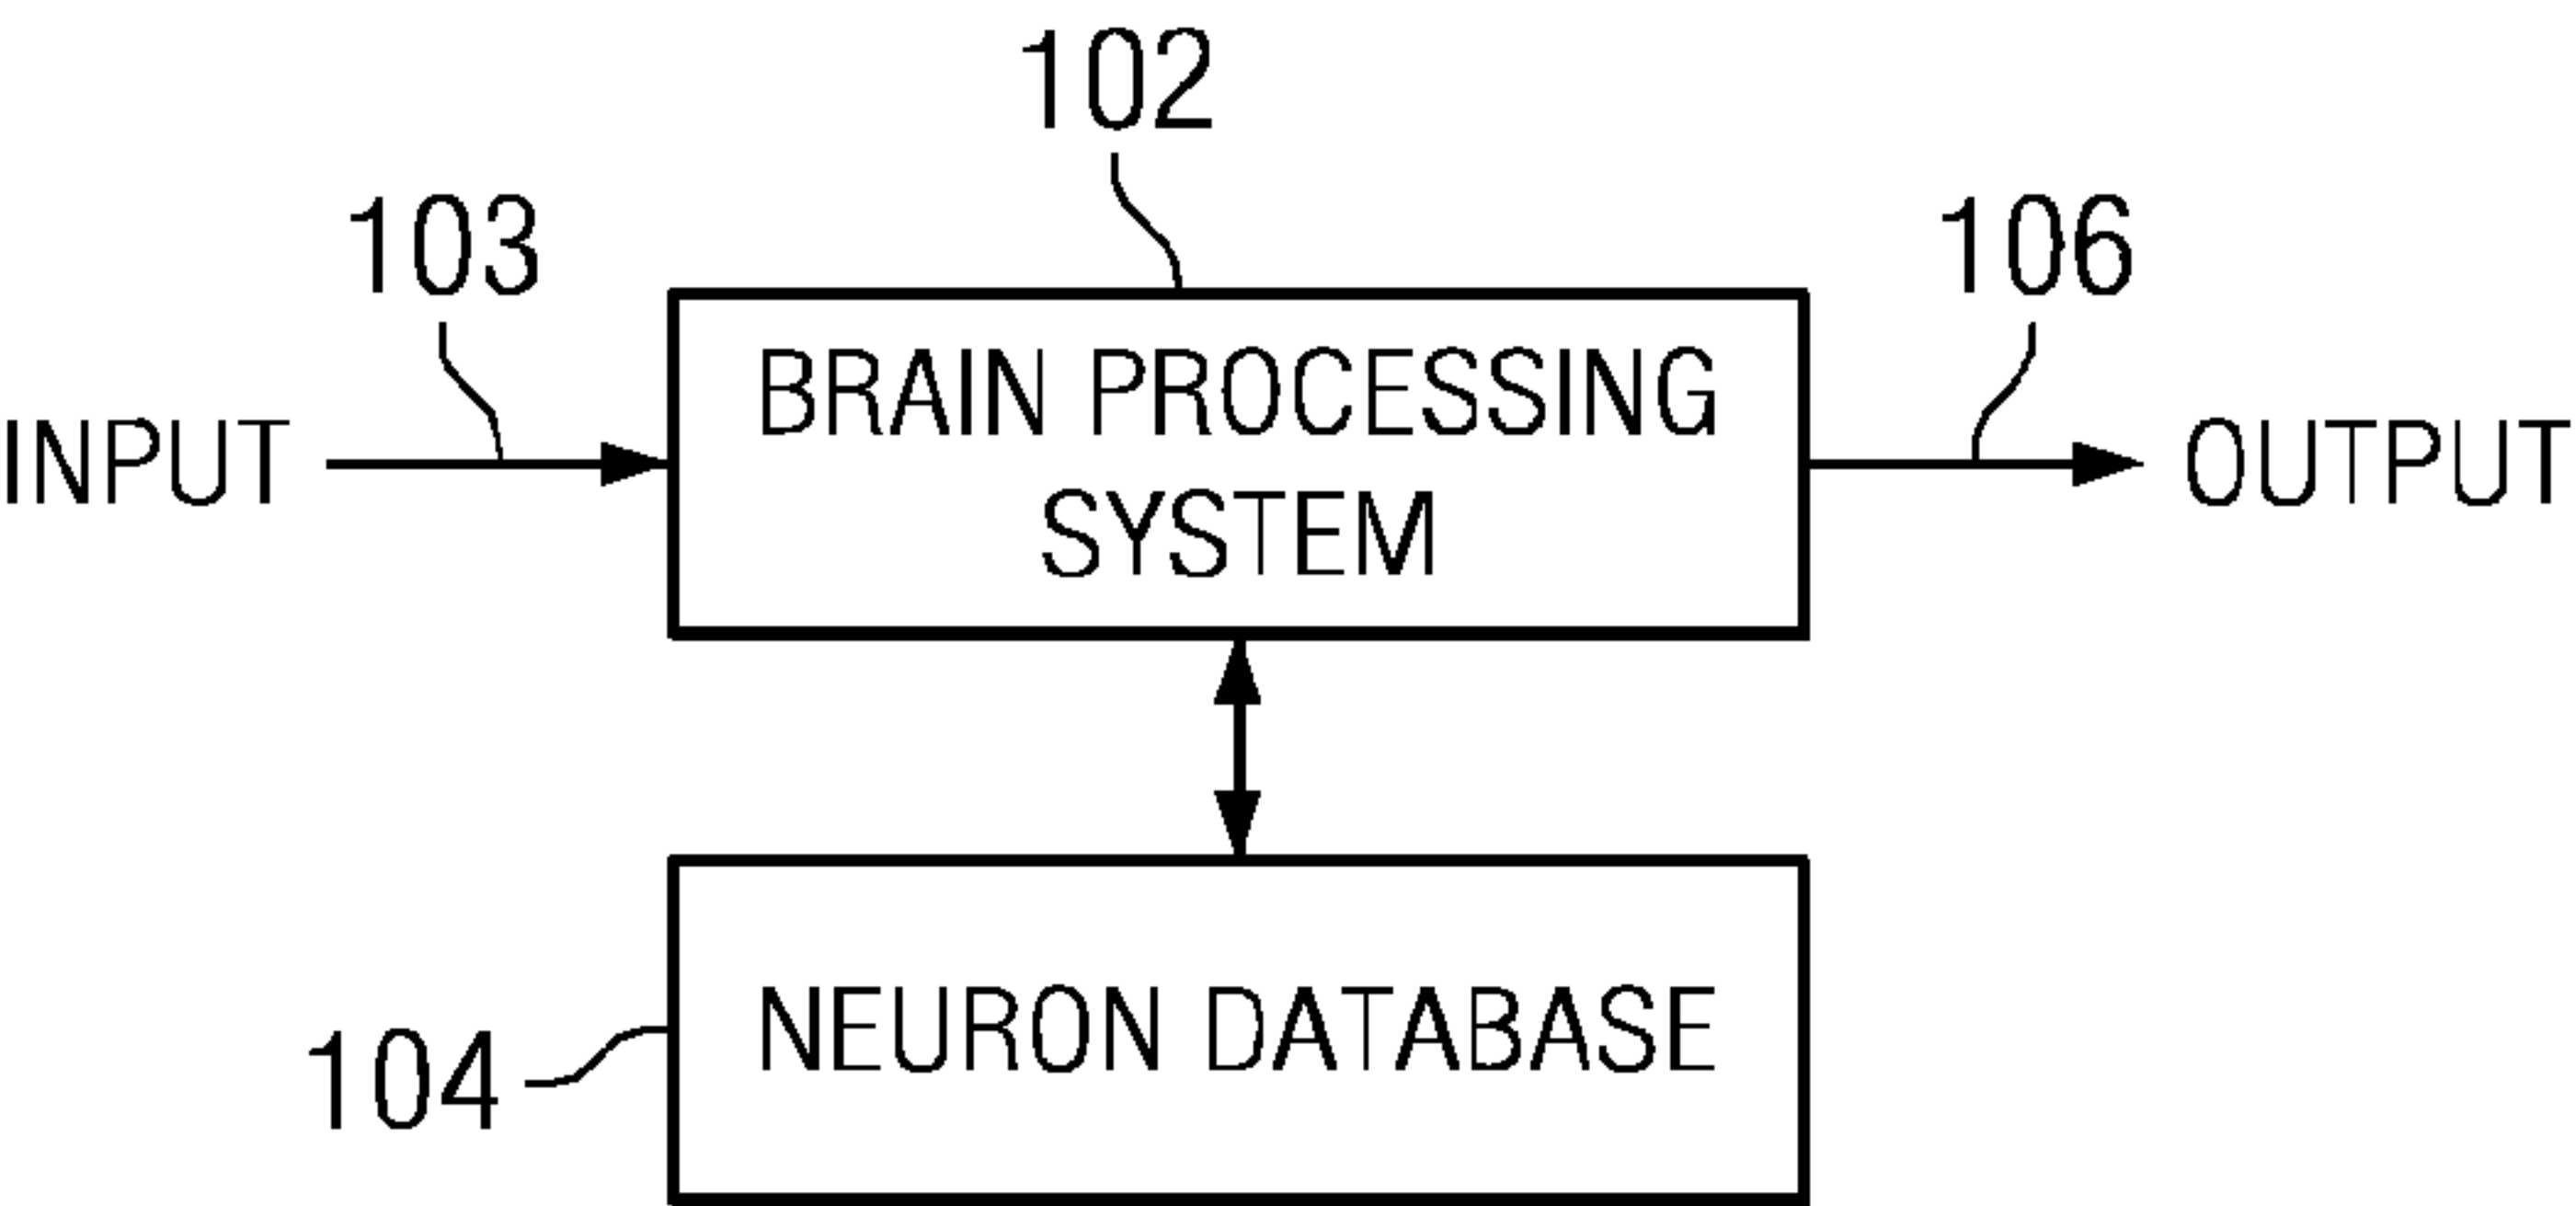 102
103
106
BRAIN PROCESSING
INPUT
OUTPUT
SYSTEM
NEURON DATABASE
104